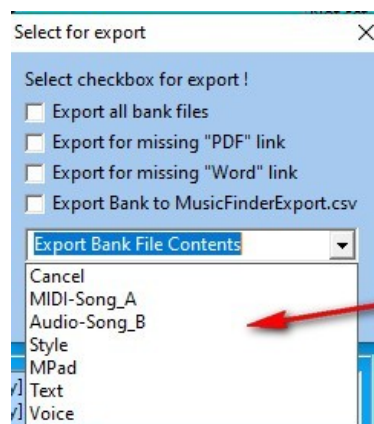 Select for export
Select checkbox for export !
Export all bank files
Export for missing "PDF" link
Export for missing "Word" link
Export Bank to MusicFinderExport.csv
Export Bank File Contents
Cancel
MIDI-Song_A
Audio-Song_B
Style
MPad
y] Text
y] Voice